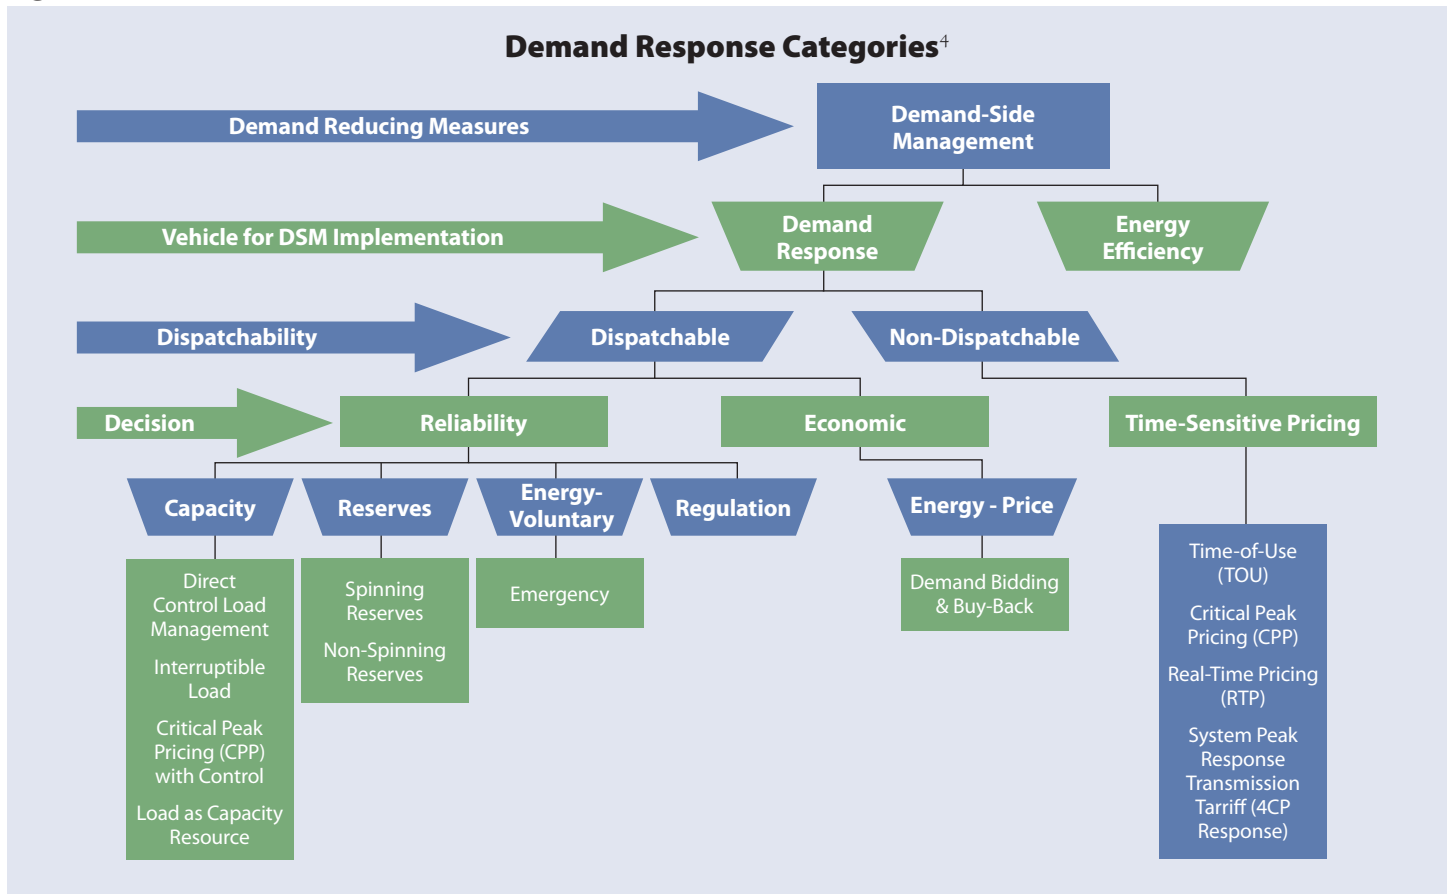 Demand Response Categories4
Demand Reducing Measures
Demand-Side
Management
Vehicle for DSM Implementation
Demand
Response
Energy
Efficiency
Dispatchability
Dispatchable
Non-Dispatchable
Decision
Reliability
Economic
Time-Sensitive Pricing
Capacity
Reserves
Energy-
Voluntary
Regulation
Energy - Price
Direct
Control Load
Management
Interruptible
Load
Critical Peak
Pricing (CPP)
with Control
Load as Capacity
Resource
Spinning
Reserves
Non-Spinning
Reserves
Emergency
Demand Bidding
& Buy-Back
Time-of-Use
(TOU)
Critical Peak
Pricing (CPP)
Real-Time Pricing
(RTP)
System Peak
Response
Transmission
Tarriff (4CP
Response)